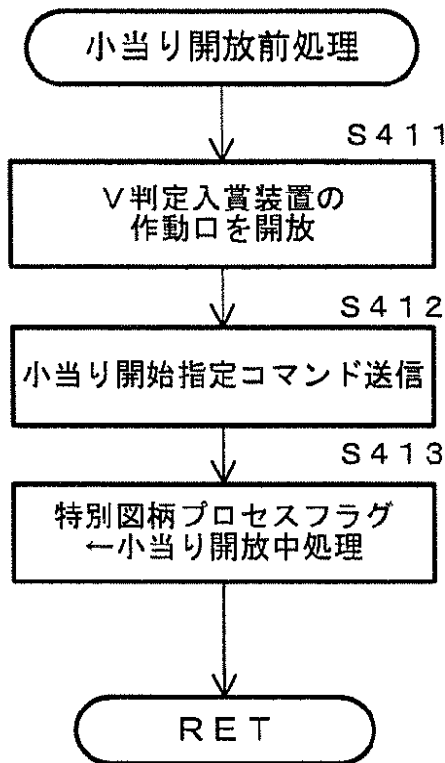 小当り開放前処理
S411
V判定入賞装置の
作動口を開放
S412
小当り開始指定コマンド送信
S413
特別図柄プロセスフラグ
←小当り開放中処理
RET